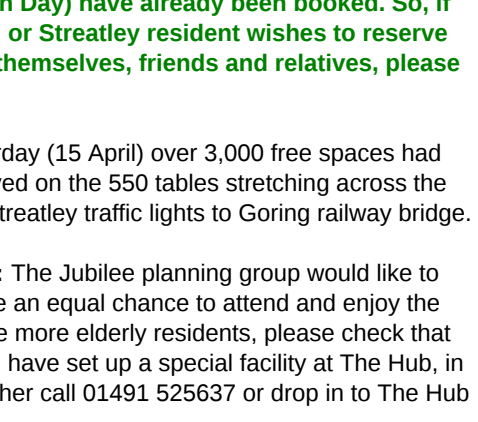 Day) have already been booked. So, if
or Streatley resident wishes to reserve
themselves, friends and relatives, please
(15 April) over 3,000 free spaces had
on the 550 tables stretching across the
Streatley traffic lights to Goring railway bridge.
: The Jubilee planning group would like to
an equal chance to attend and enjoy the
more elderly residents, please check that
have set up a special facility at The Hub, in
call 01491 525637 or drop in to The Hub